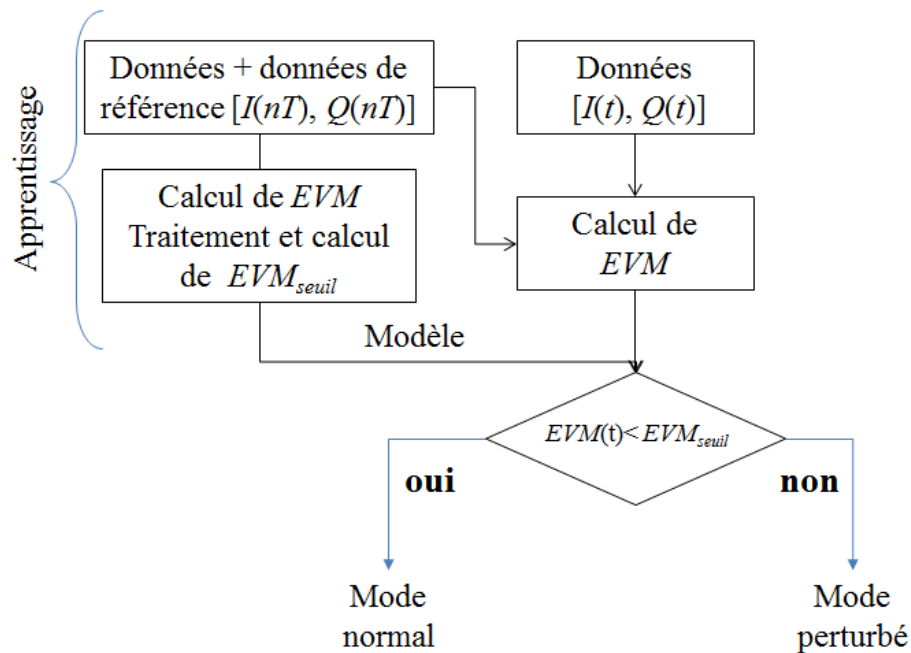 Apprentissage
Données + données de
référence [I(nT), Q(nT)]
Données
[I(t), Q(t)]
Calcul de EVM
Traitement et calcul
de EVMseuil
Calcul de
EVM
Modèle
EVM(t)<EVMseuil
oui
non
Mode
normal
Mode
perturbé